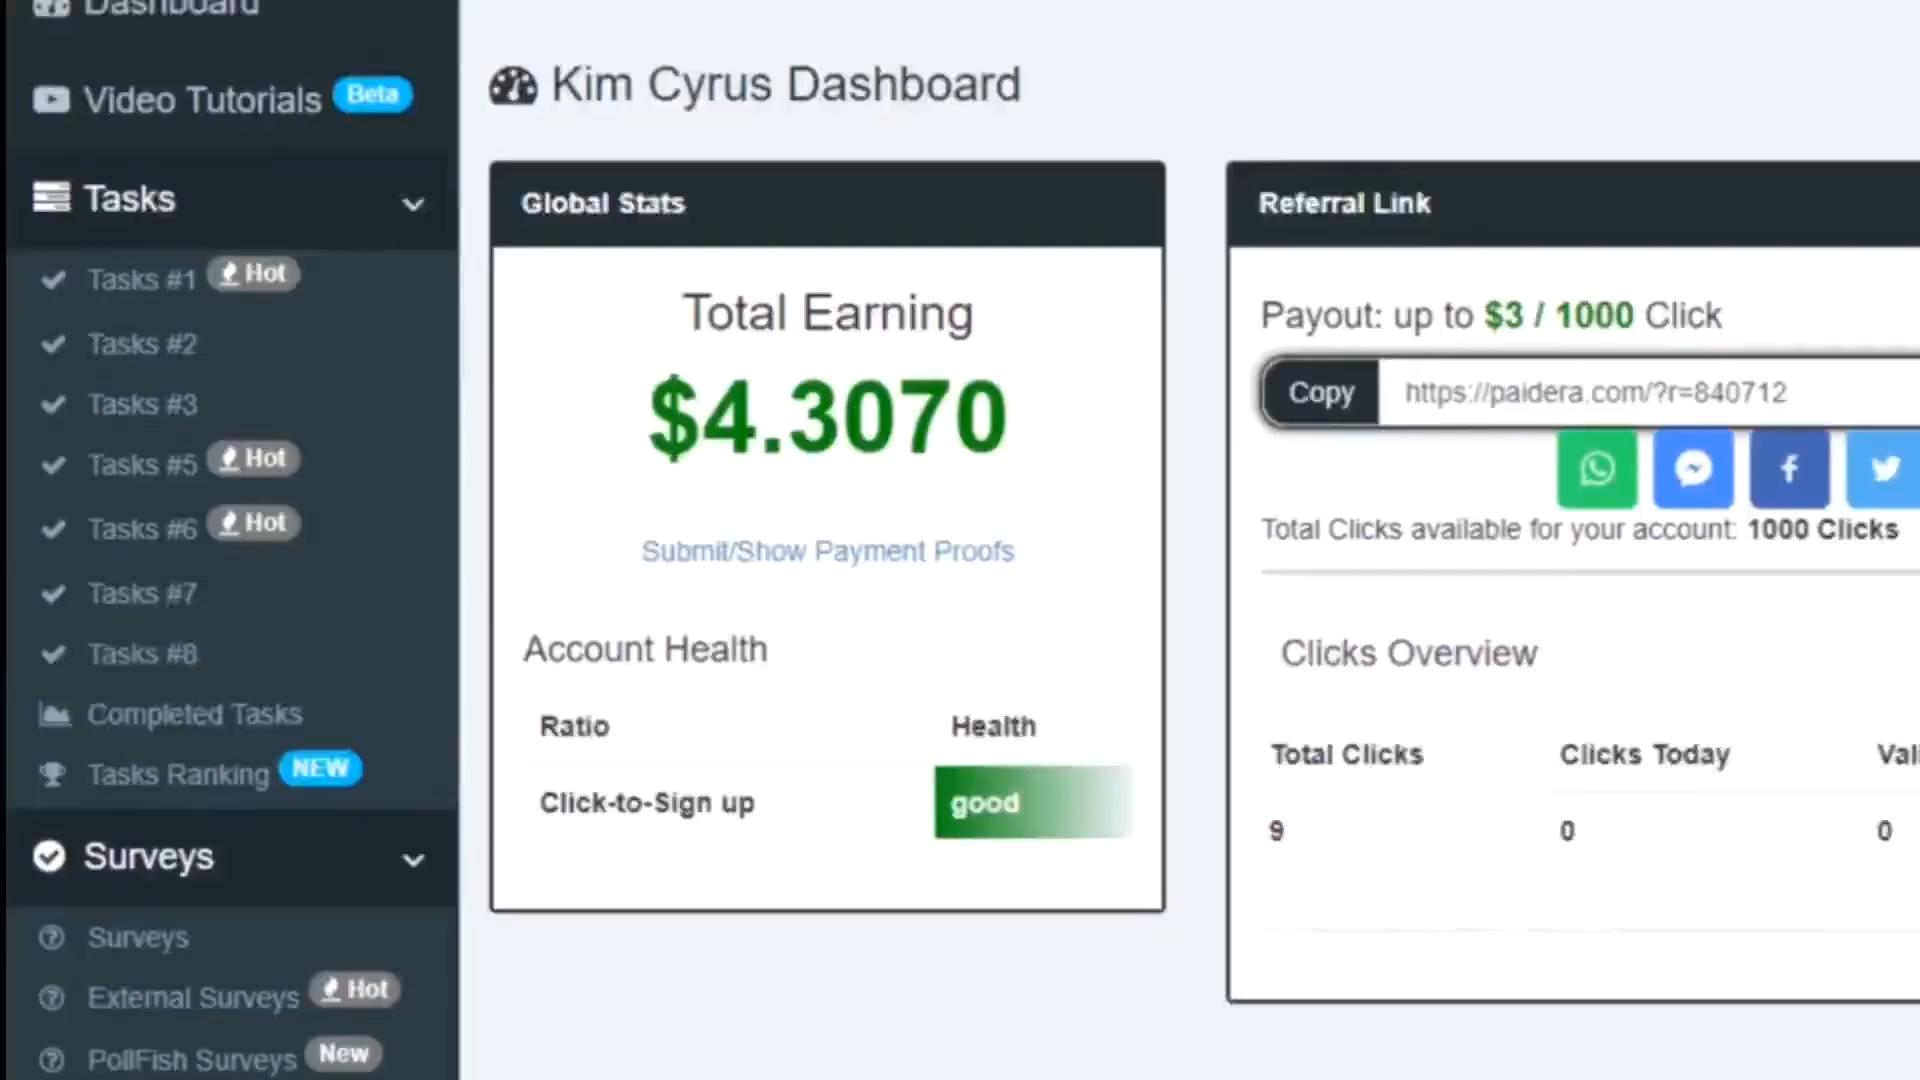 Dashboard
Video Tutorials Beta
Tasks
Tasks #1 Hot
Tasks #2
Tasks #3
Tasks #5 Hot
Tasks #6 Hot
Tasks #7
Tasks #8
Completed Tasks
Tasks Ranking NEW
Surveys
Surveys
External Surveys Hot
PollFish Surveys New
Kim Cyrus Dashboard
Global Stats
Total Earning
$4.3070
Submit/Show Payment Proofs
Account Health
Ratio Health
Click-to-Sign up good
Referral Link
Payout: up to $3 / 1000 Click
Copy https://paidera.com/?r=840712
Total Clicks available for your account: 1000 Clicks
Clicks Overview
Total Clicks Clicks Today
9 0 0